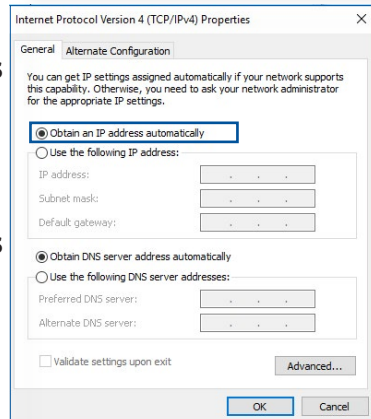 Internet Protocol Version 4 (TCP/IPv4) Properties
General Alternate Configuration
You can get IP settings assigned automatically if your network supports
this capability. Otherwise, you need to ask your network administrator
for the appropriate IP settings.
Obtain an IP address automatically
Use the following IP address:
IP address:
Subnet mask:
Default gateway:
Obtain DNS server address automatically
Use the following DNS server addresses:
Preferred DNS server:
Alternate DNS server:
Validate settings upon exit
Advanced...
OK Cancel
s
s